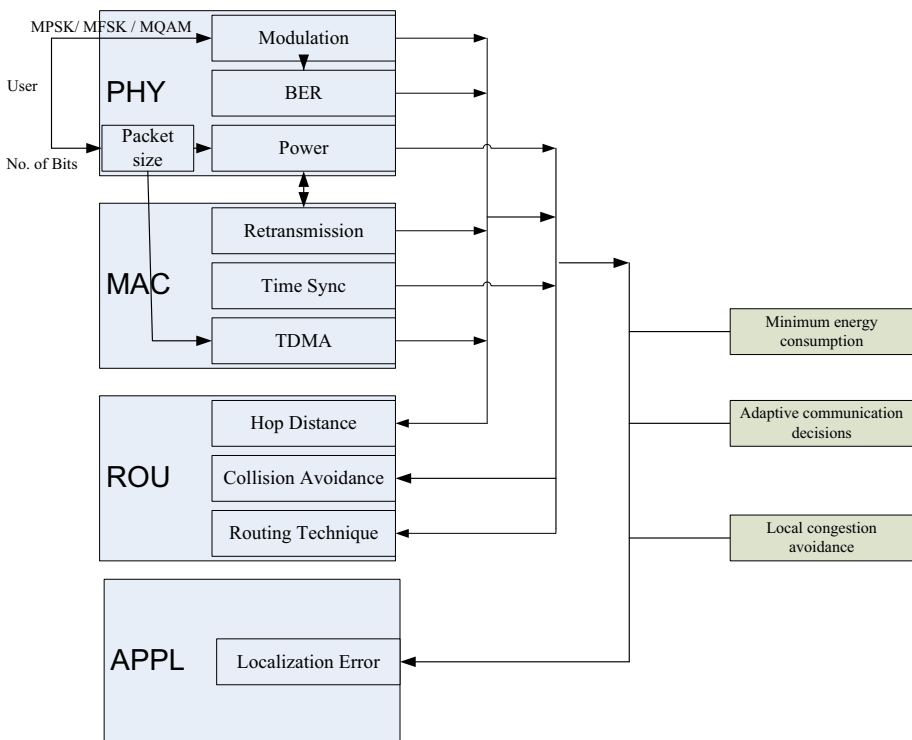 MPSK/ MFSK / MQAM
Modulation
User
PHY
BER
Packet
size
Power
No. of Bits
Retransmission
MAC
Time Sync
TDMA
Minimum energy
consumption
Hop Distance
Adaptive communication
decisions
ROU
Collision Avoidance
Routing Technique
Local congestion
avoidance
APPL
Localization Error